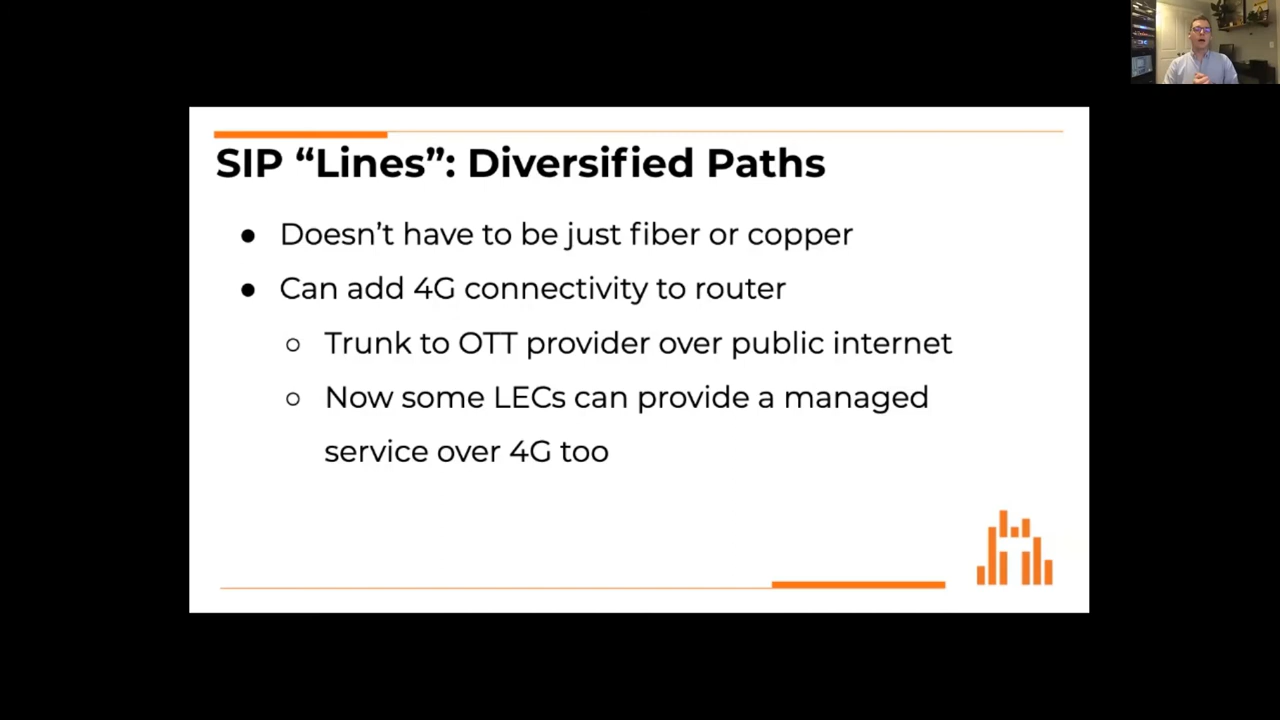 SIP “Lines”: Diversified Paths
● Doesn’t have to be just fiber or copper
● Can add 4G connectivity to router
○ Trunk to OTT provider over public internet
○ Now some LECs can provide a managed
service over 4G too